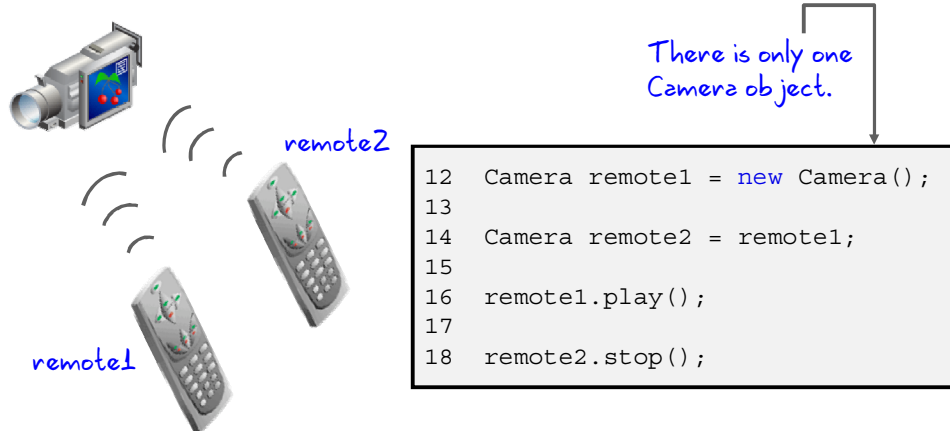 There is only one
Camera object.
remote2
remote1
12 Camera remote1 = new Camera();
13
14 Camera remote2 = remote1;
15
16 remote1.play();
17
18 remote2.stop();